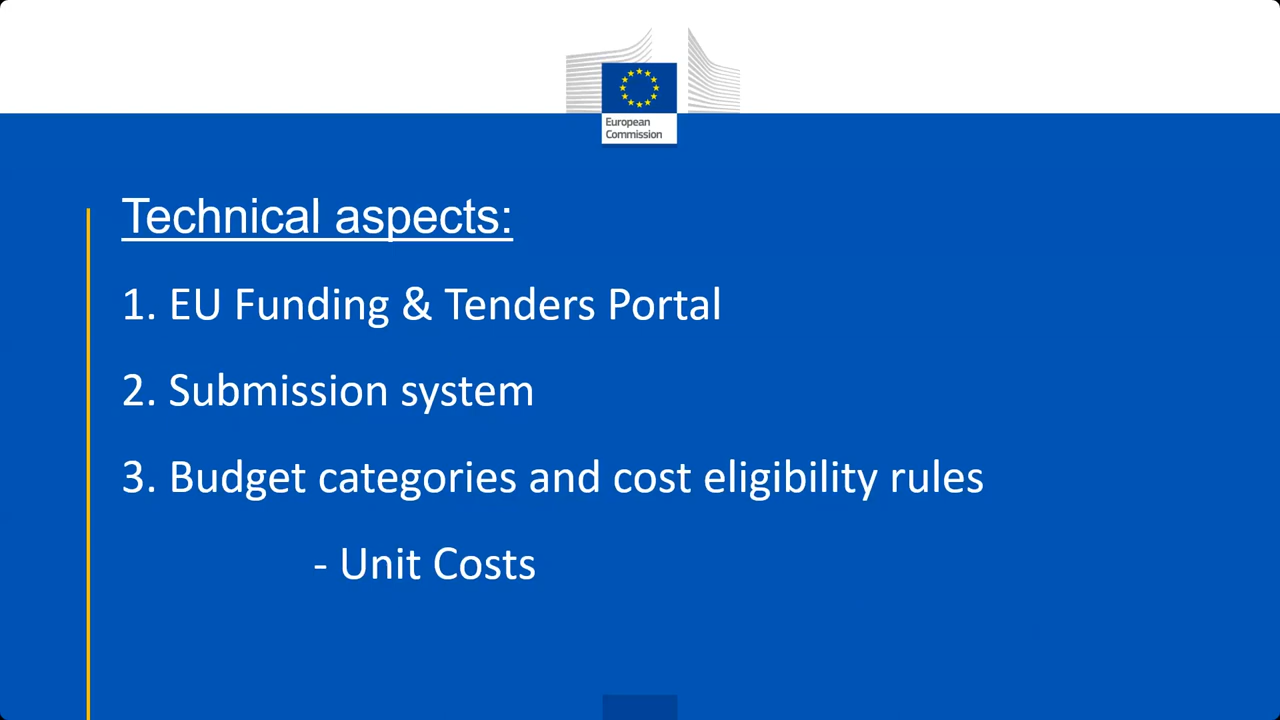 European
Commission
Technical aspects:
1. EU Funding & Tenders Portal
2. Submission system
3. Budget categories and cost eligibility rules
- Unit Costs